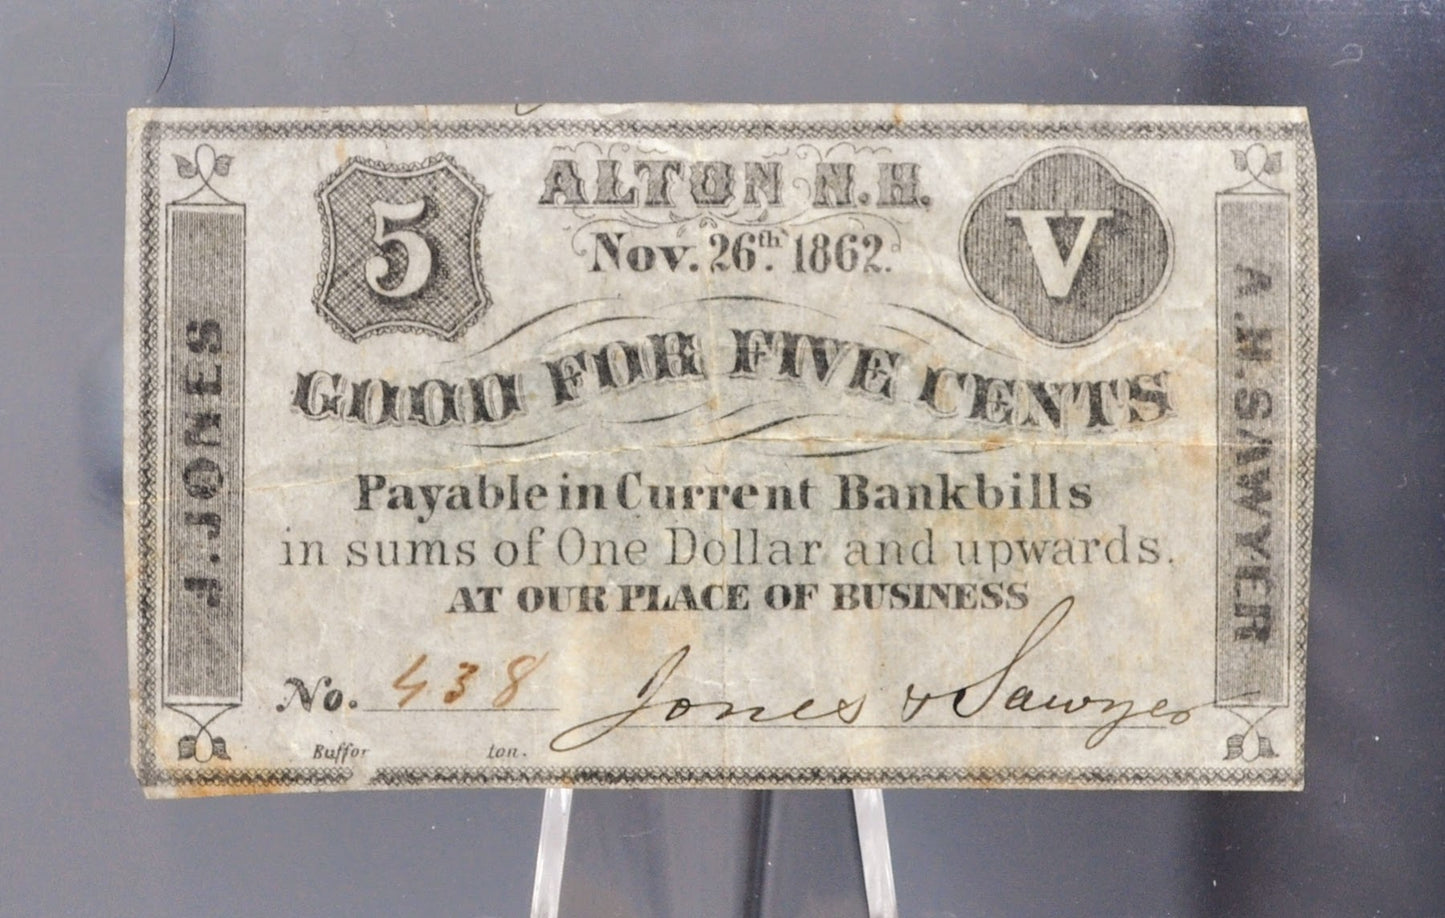 ALTON N.H.
Nov. 26th. 1862.
5
V
GOOD FOR FIVE CENTS
Payable in Current Bankbills
in sums of One Dollar and upwards.
AT OUR PLACE OF BUSINESS
No. 438
Jones & Sawyer
J. JONES
A. H. SAWYER